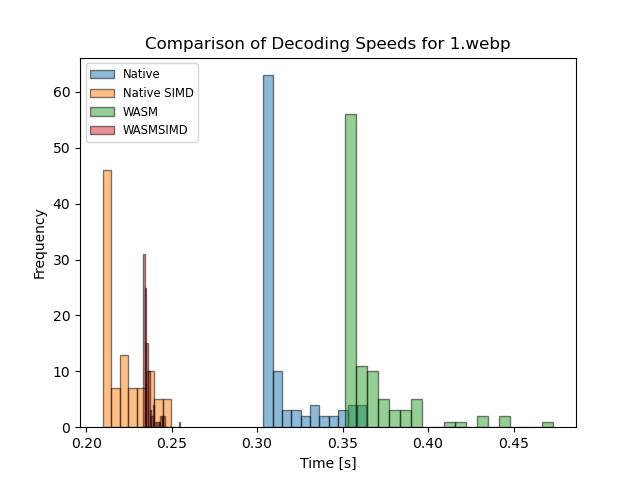 Comparison of Decoding Speeds for 1.webp
Native
Native SIMD
WASM
WASMSIMD
Frequency
60
50
40
30
20
10
0
0.20 0.25 0.30 0.35 0.40 0.45
Time [s]